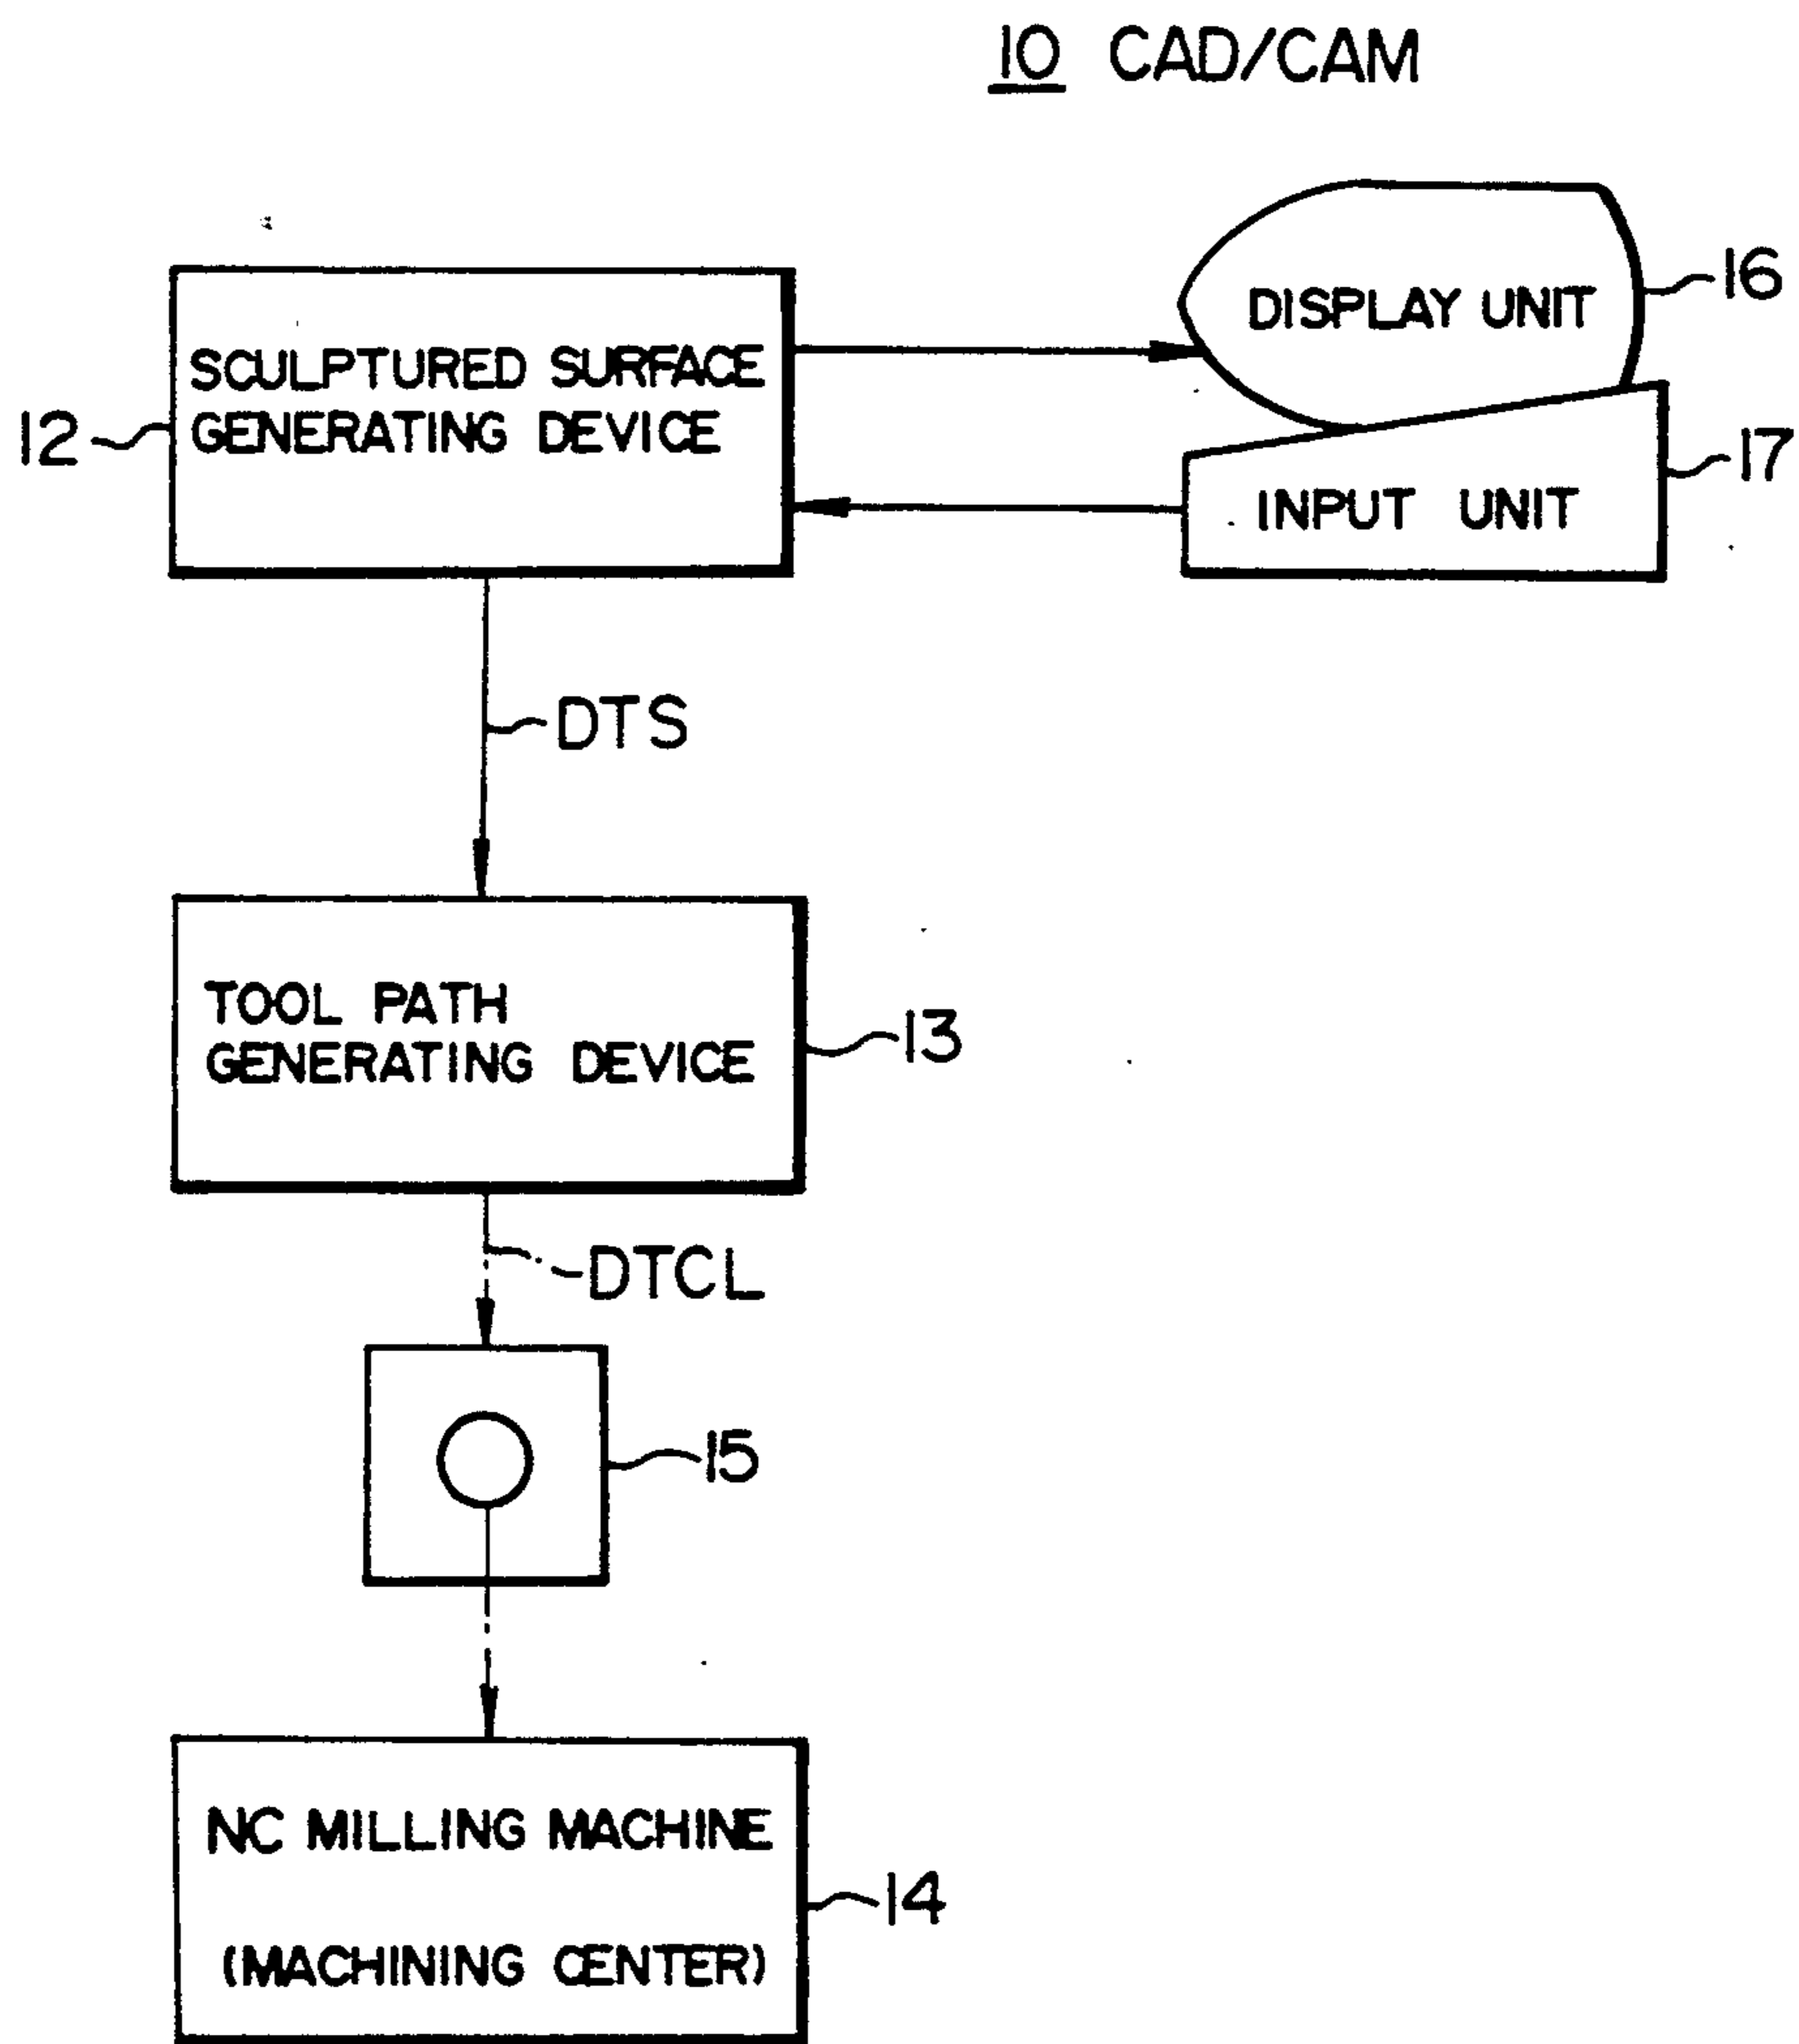 10 CAD/CAM
DISPLAY UNIT
16
SCULPTURED SURFACE
GENERATING DEVICE
12
17
INPUT UNIT
DTS
TOOL PATH
GENERATING DEVICE
13
DTCL
15
NC MILLING MACHINE
(MACHINING CENTER)
14